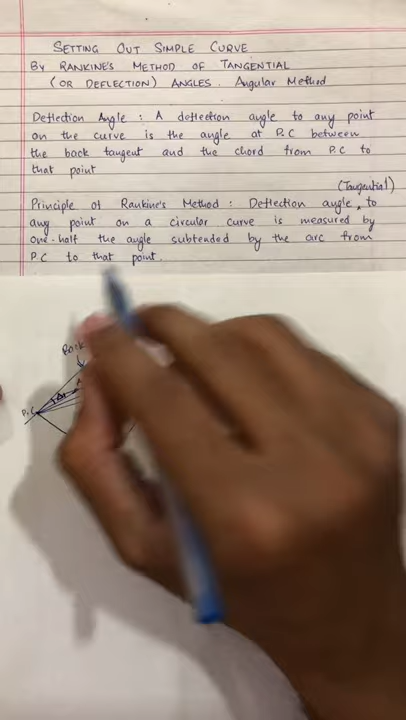 SETTING OUT SIMPLE CURVE
BY RANKINE'S METHOD OF TANGENTIAL
(OR DEFLECTION) ANGLES. Angular Method
Deflection Angle : A deflection angle to any point
on the curve is the angle at P.C between
the back tangent and the chord from P.C to
that point
(Tangential)
Principle of Rankine's Method : Deflection angle, to
any point on a circular curve is measured by
one-half the angle subtended by the arc from
P.C to that point.
Back
P.C